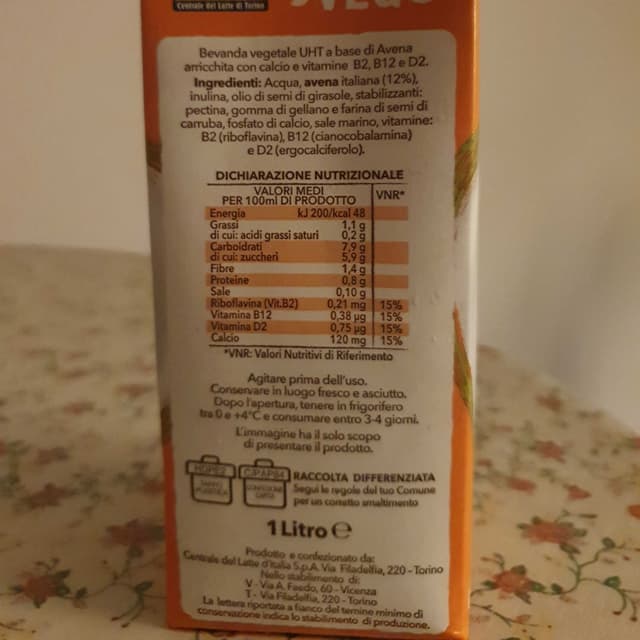 Centrale del Latte di Torino
Bevanda vegetale UHT a base di Avena
arricchita con calcio e vitamine B2, B12 e D2.
Ingredienti: Acqua, avena italiana (12%),
inulina, olio di semi di girasole, stabilizzanti:
pectina, gomma di gellano e farina di semi di
carruba, fosfato di calcio, sale marino, vitamine:
B2 (riboflavina), B12 (cianocobalamina)
e D2 (ergocalciferolo).
DICHIARAZIONE NUTRIZIONALE
VALORI MEDI
PER 100ml DI PRODOTTO VNR*
Energia kJ 200/kcal 48
Grassi 1,1 g
di cui: acidi grassi saturi 0,2 g
Carboidrati 7,9 g
di cui: zuccheri 5,9 g
Fibre 1,4 g
Proteine 0,8 g
Sale 0,10 g
Riboflavina (Vit.B2) 0,21 mg 15%
Vitamina B12 0,38 µg 15%
Vitamina D2 0,75 µg 15%
Calcio 120 mg 15%
*VNR: Valori Nutritivi di Riferimento
Agitare prima dell'uso.
Conservare in luogo fresco e asciutto.
Dopo l'apertura, tenere in frigorifero
tra 0 e +4°C e consumare entro 3-4 giorni.
L'immagine ha il solo scopo
di presentare il prodotto.
HDPE2 C/PAP84 RACCOLTA DIFFERENZIATA
TAPPO CONFEZIONE Segui le regole del tuo Comune
PLASTICA CARTA per un corretto smaltimento
1 Litro e
Prodotto e confezionato da:
Centrale del Latte d'Italia S.p.A. Via Filadelfia, 220 - Torino
Nello stabilimento di:
V - Via A. Faedo, 60 - Vicenza
T - Via Filadelfia, 220 - Torino
La lettera riportata a fianco del temine minimo di
conservazione indica lo stabilimento di produzione.